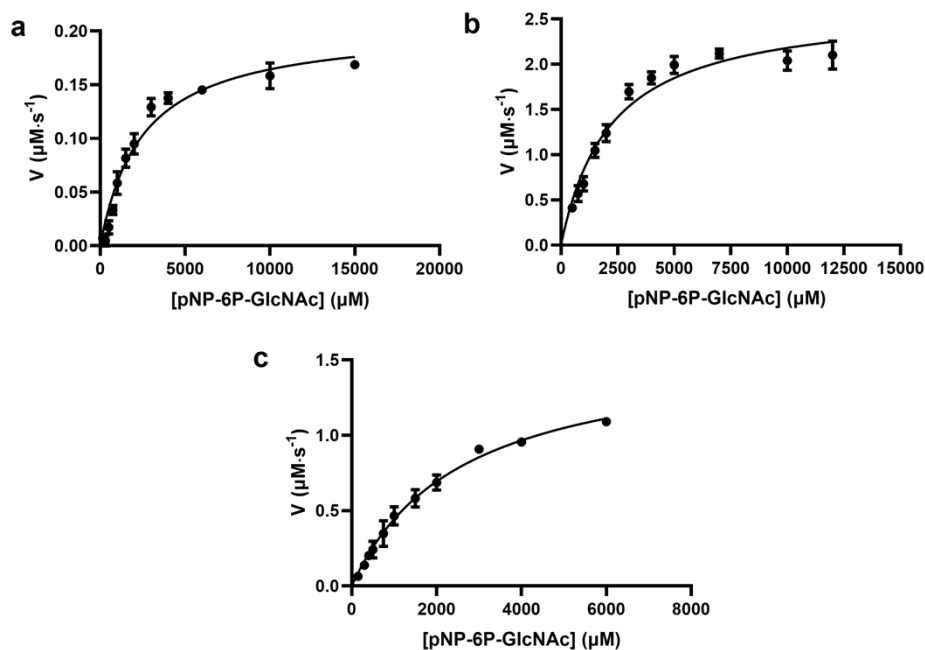 a
V (µM·s⁻¹)
0.20
0.15
0.10
0.05
0.00
0 5000 10000 15000 20000
[pNP-6P-GlcNAc] (µM)
b
V (µM·s⁻¹)
2.5
2.0
1.5
1.0
0.5
0.0
0 2500 5000 7500 10000 12500 15000
[pNP-6P-GlcNAc] (µM)
c
V (µM·s⁻¹)
1.5
1.0
0.5
0.0
0 2000 4000 6000 8000
[pNP-6P-GlcNAc] (µM)